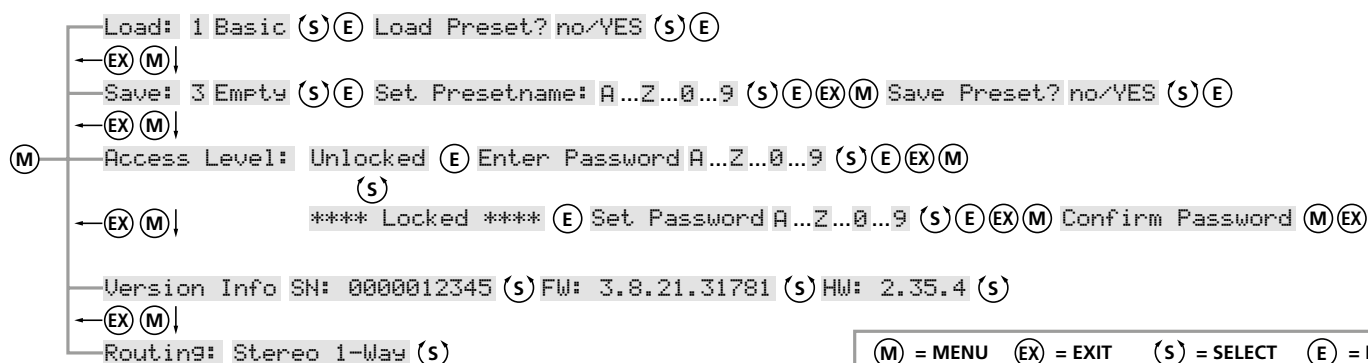 Load: 1 Basic S E Load Preset? no/YES S E
EX M
Save: 3 Empty S E Set Presetname: A...Z...0...9 S E EX M Save Preset? no/YES S E
EX M
M Access Level: Unlocked E Enter Password A...Z...0...9 S E EX M
S
EX M **** Locked **** E Set Password A...Z...0...9 S E EX M Confirm Password M EX
Version Info SN: 0000012345 S FW: 3.8.21.31781 S HW: 2.35.4 S
EX M
Routing: Stereo 1-Way S
M = MENU EX = EXIT S = SELECT E =